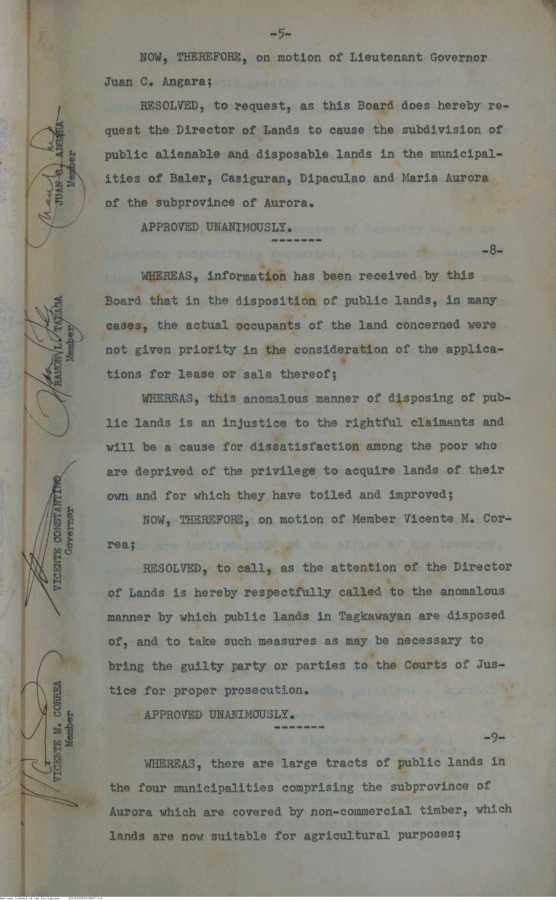 -5-
NOW, THEREFORE, on motion of Lieutenant Governor
Juan C. Angara;
RESOLVED, to request, as this Board does hereby re-
quest the Director of Lands to cause the subdivision of
public alienable and disposable lands in the municipal-
ities of Baler, Casiguran, Dipaculao and Maria Aurora
of the subprovince of Aurora.
APPROVED UNANIMOUSLY.
-------
-8-
WHEREAS, information has been received by this
Board that in the disposition of public lands, in many
cases, the actual occupants of the land concerned were
not given priority in the consideration of the applica-
tions for lease or sale thereof;
WHEREAS, this anomalous manner of disposing of pub-
lic lands is an injustice to the rightful claimants and
will be a cause for dissatisfaction among the poor who
are deprived of the privilege to acquire lands of their
own and for which they have toiled and improved;
NOW, THEREFORE, on motion of Member Vicente M. Cor-
rea;
RESOLVED, to call, as the attention of the Director
of Lands is hereby respectfully called to the anomalous
manner by which public lands in Tagkawayan are disposed
of, and to take such measures as may be necessary to
bring the guilty party or parties to the Courts of Jus-
tice for proper prosecution.
APPROVED UNANIMOUSLY.
-------
-9-
WHEREAS, there are large tracts of public lands in
the four municipalities comprising the subprovince of
Aurora which are covered by non-commercial timber, which
lands are now suitable for agricultural purposes;
JUAN C. ANGARA
Member
RAMON L. TALAGA
Member
VICENTE CONSTANTINO
Governor
VICENTE M. CORREA
Member